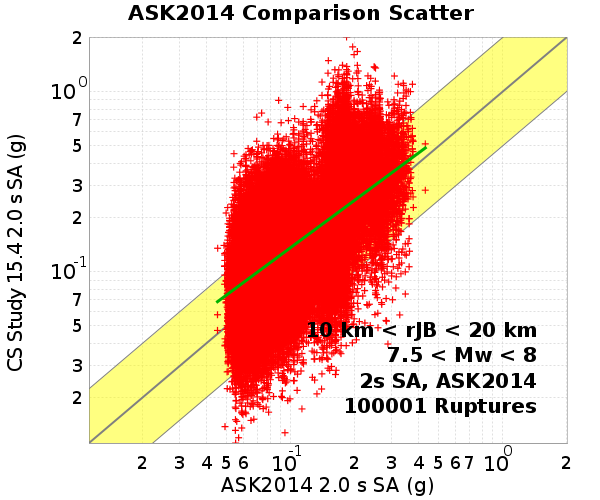 ASK2014 Comparison Scatter
CS Study 15.4 2.0 s SA (g)
2
10^0
7
5
3
2
10^-1
7
5
3
2
10 km < rJB < 20 km
7.5 < Mw < 8
2s SA, ASK2014
100001 Ruptures
2 3 4 5 6 10^-1 2 3 4 5 6 7 10^0 2
ASK2014 2.0 s SA (g)